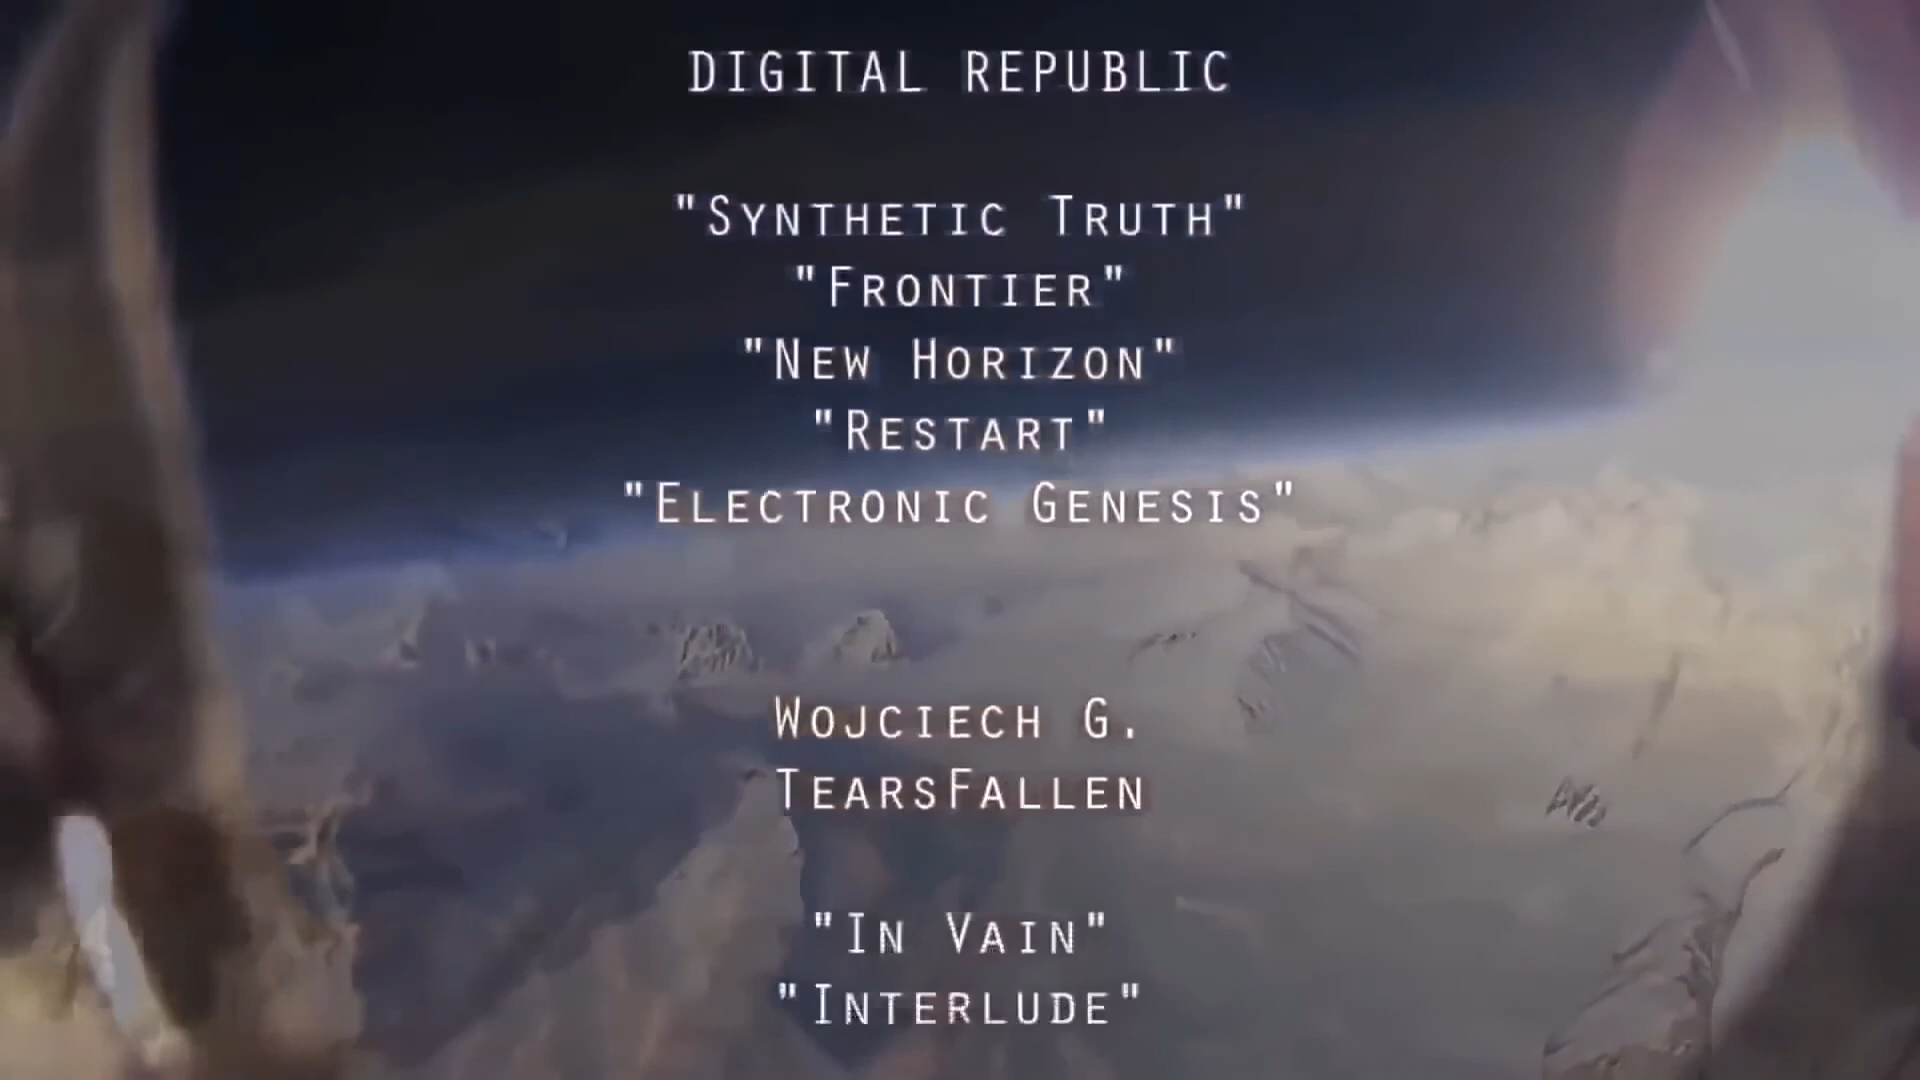 DIGITAL REPUBLIC
"SYNTHETIC TRUTH"
"FRONTIER"
"NEW HORIZON"
"RESTART"
"ELECTRONIC GENESIS"
WOJCIECH G.
TEARSFALLEN
"IN VAIN"
"INTERLUDE"